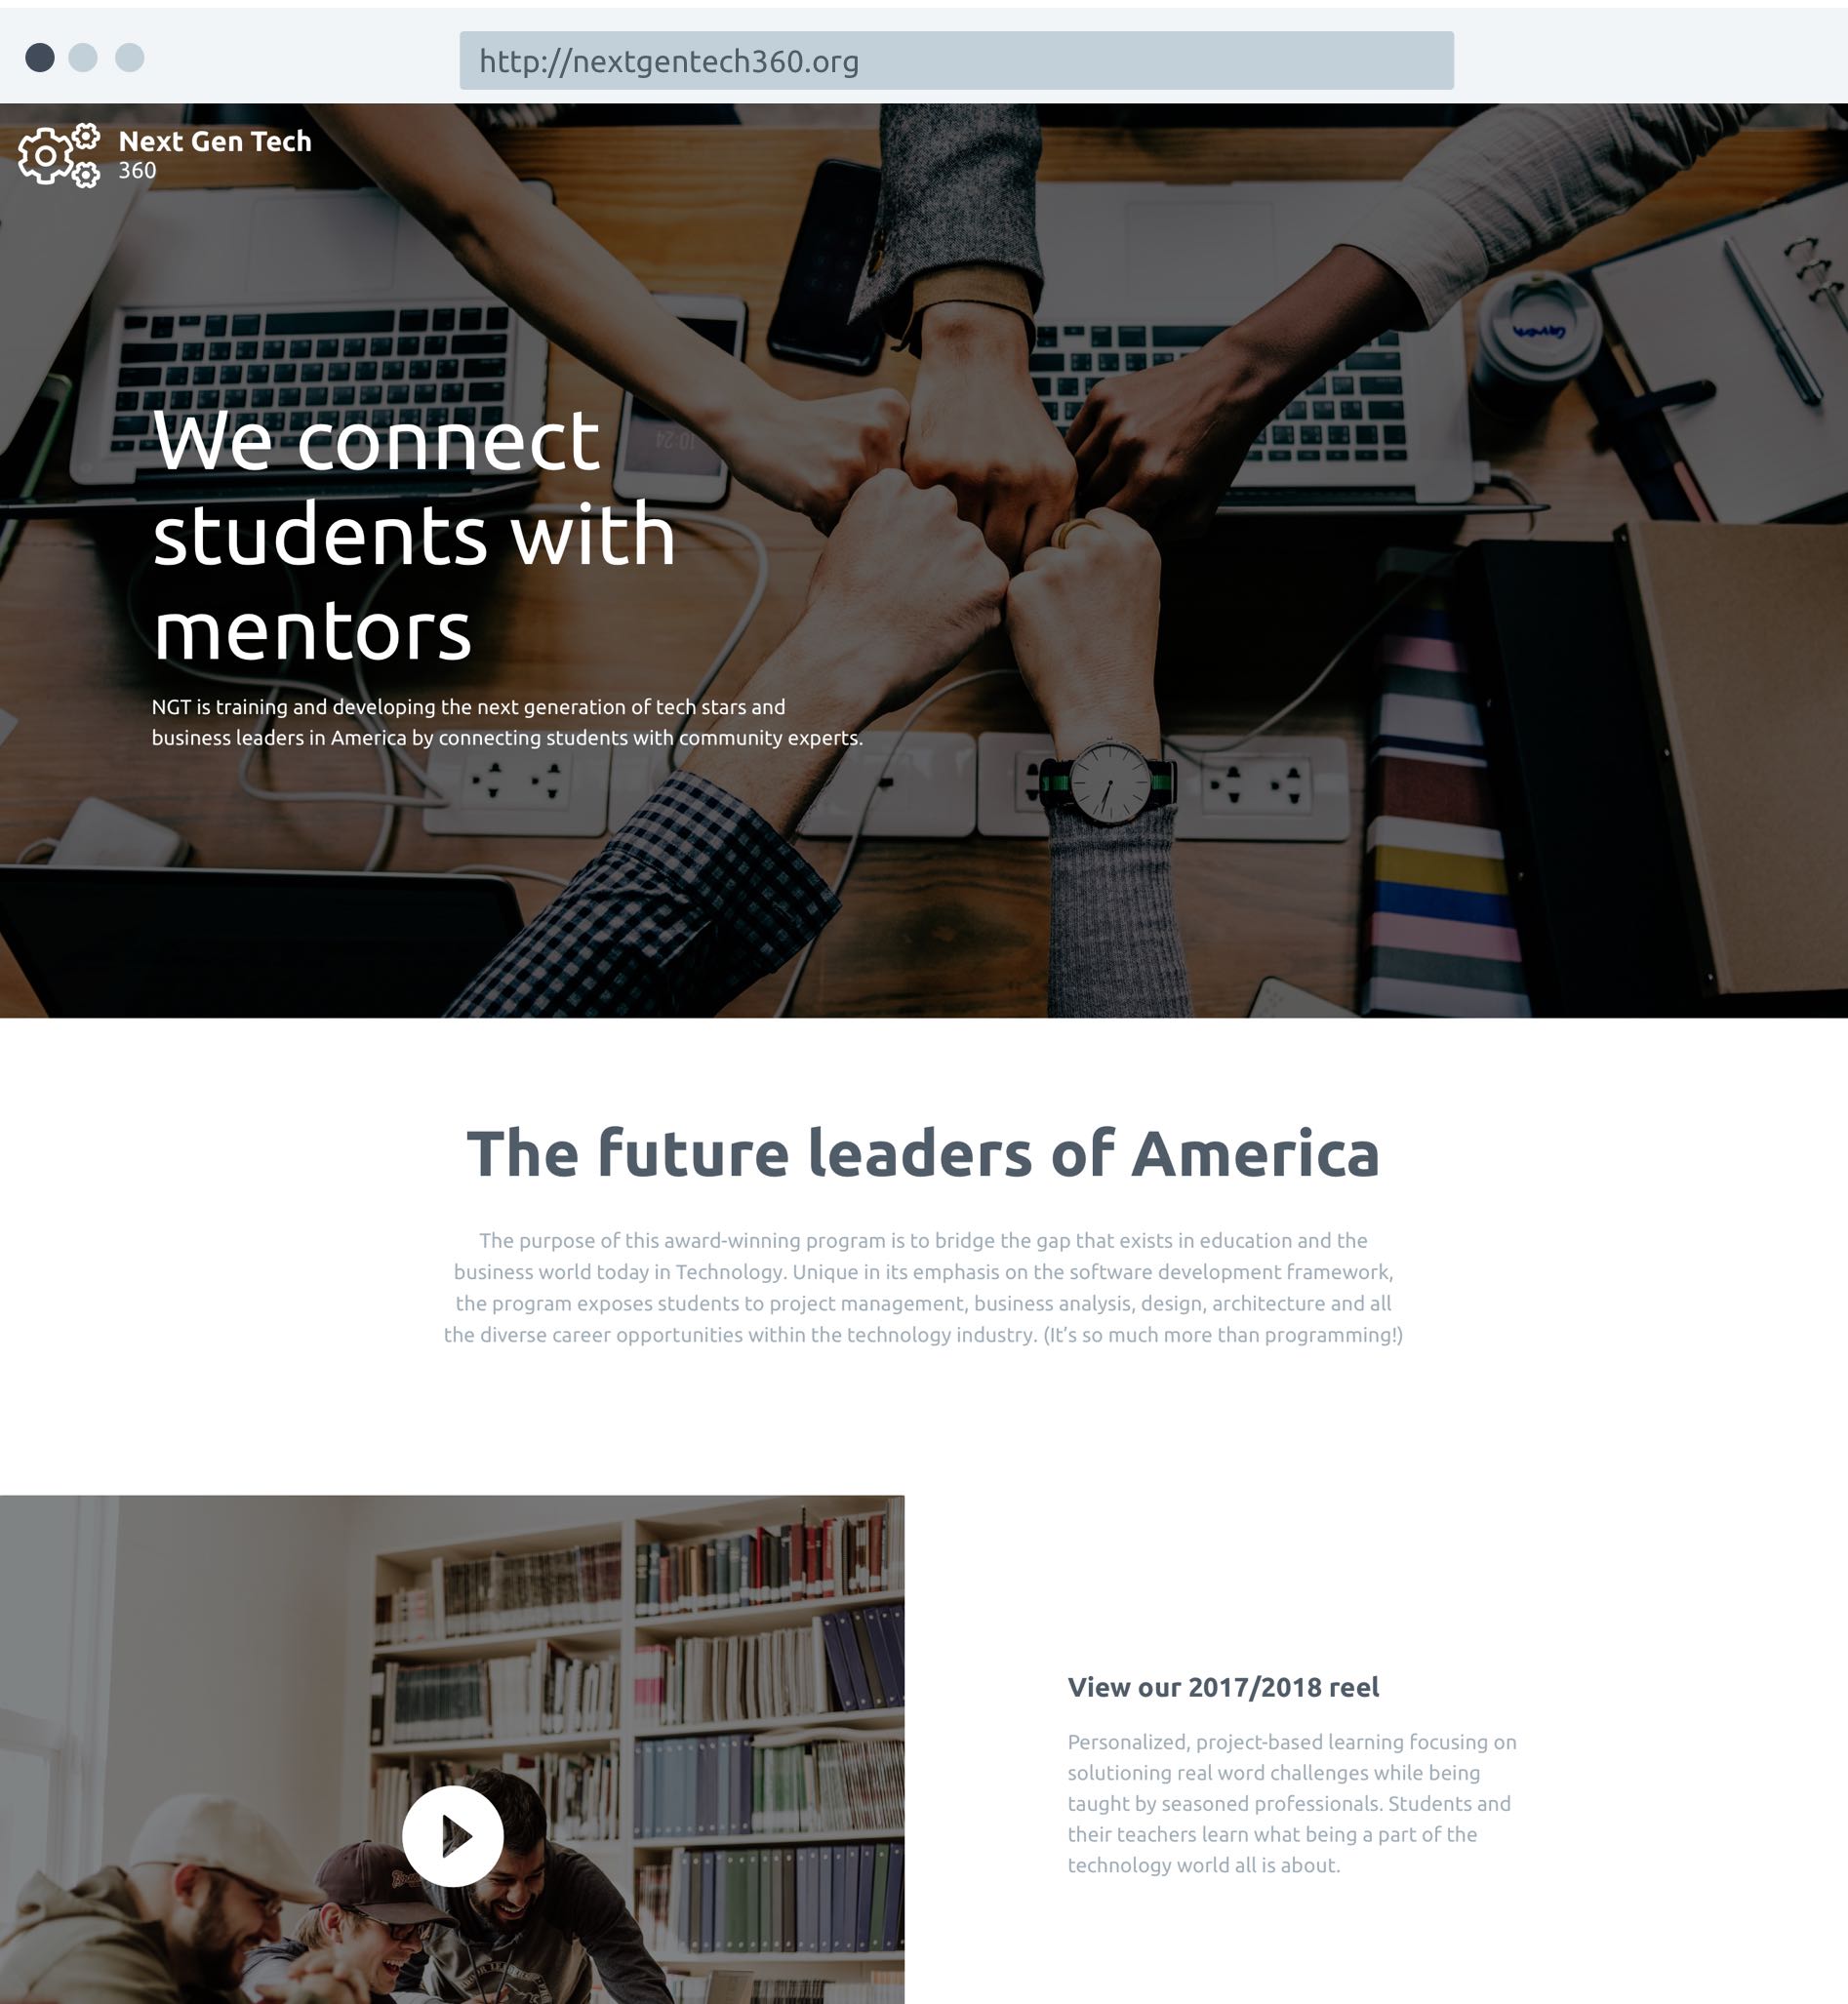 http://nextgentech360.org
Next Gen Tech
360
We connect
students with
mentors
NGT is training and developing the next generation of tech stars and
business leaders in America by connecting students with community experts.
The future leaders of America
The purpose of this award-winning program is to bridge the gap that exists in education and the
business world today in Technology. Unique in its emphasis on the software development framework,
the program exposes students to project management, business analysis, design, architecture and all
the diverse career opportunities within the technology industry. (It’s so much more than programming!)
View our 2017/2018 reel
Personalized, project-based learning focusing on
solutioning real word challenges while being
taught by seasoned professionals. Students and
their teachers learn what being a part of the
technology world all is about.